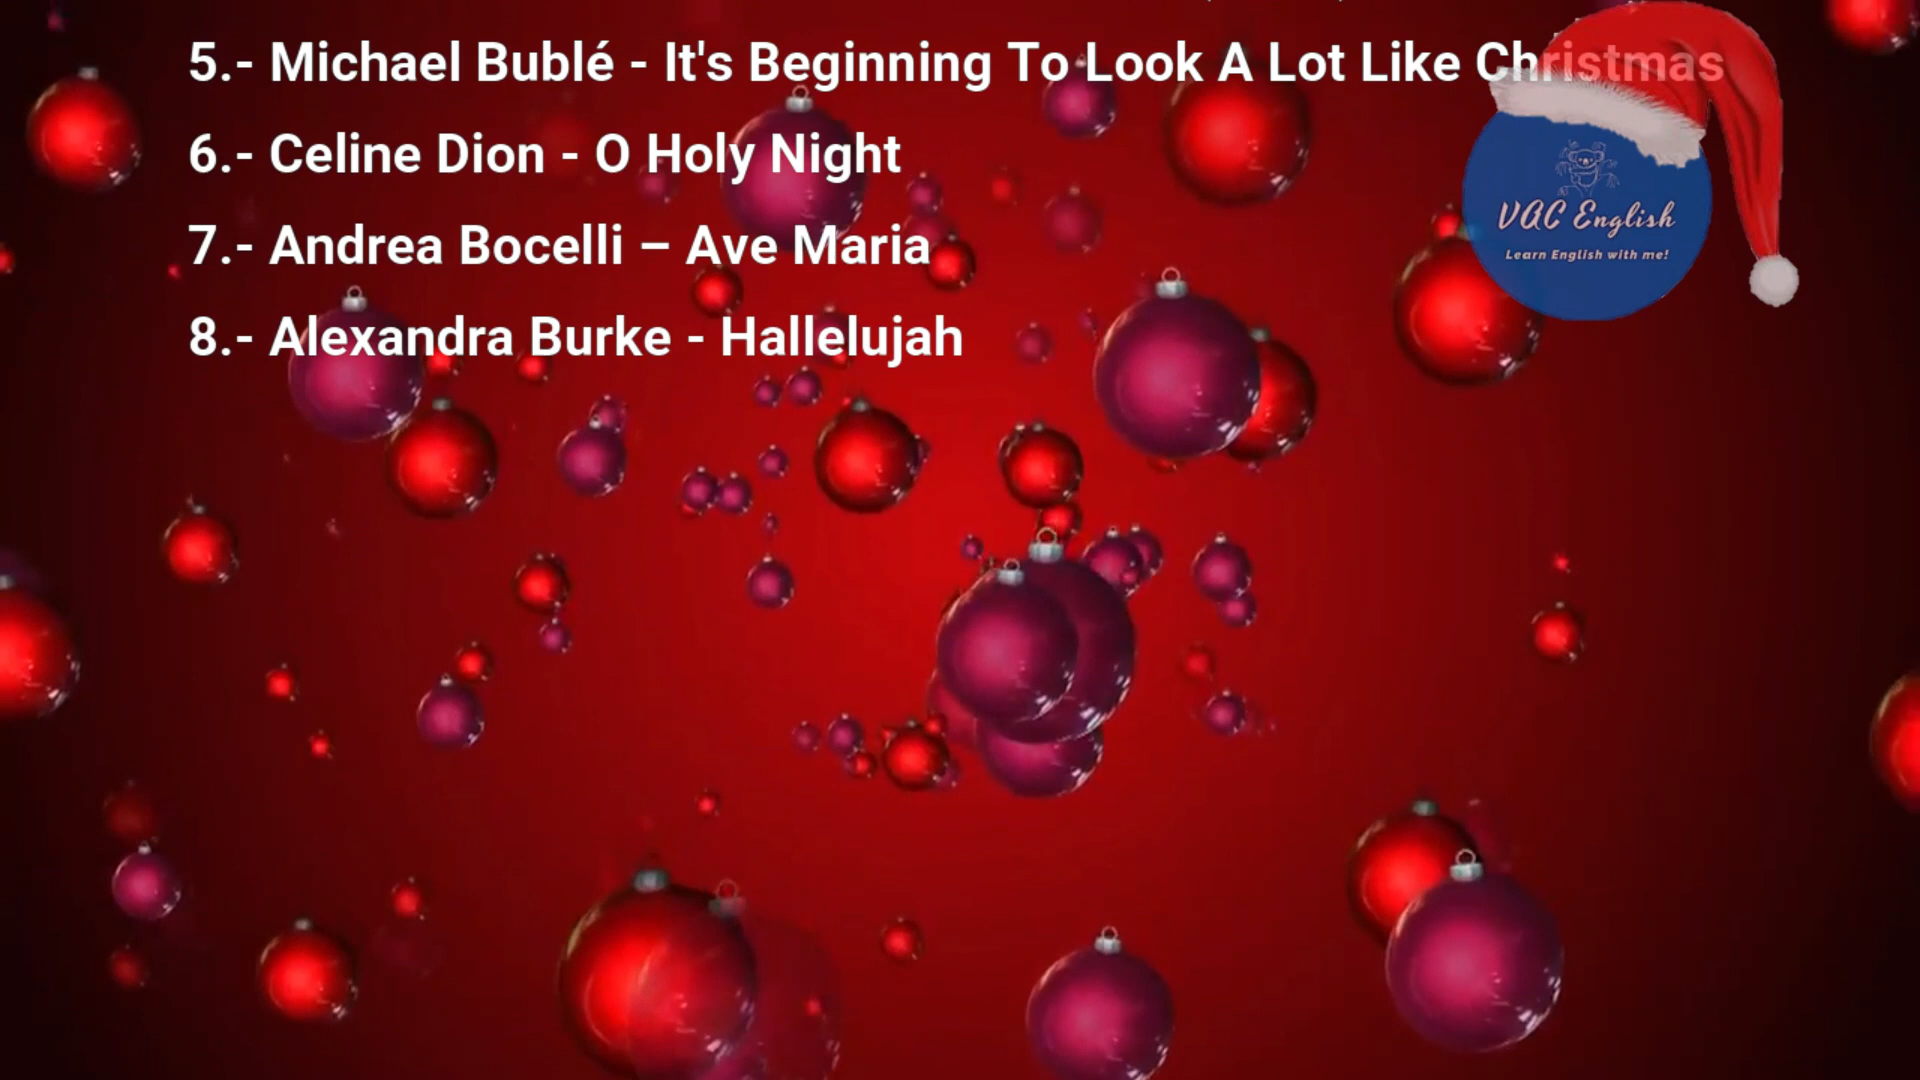 5.- Michael Bublé - It's Beginning To Look A Lot Like Christmas
6.- Celine Dion - O Holy Night
7.- Andrea Bocelli – Ave Maria
8.- Alexandra Burke - Hallelujah
VGC English
Learn English with me!